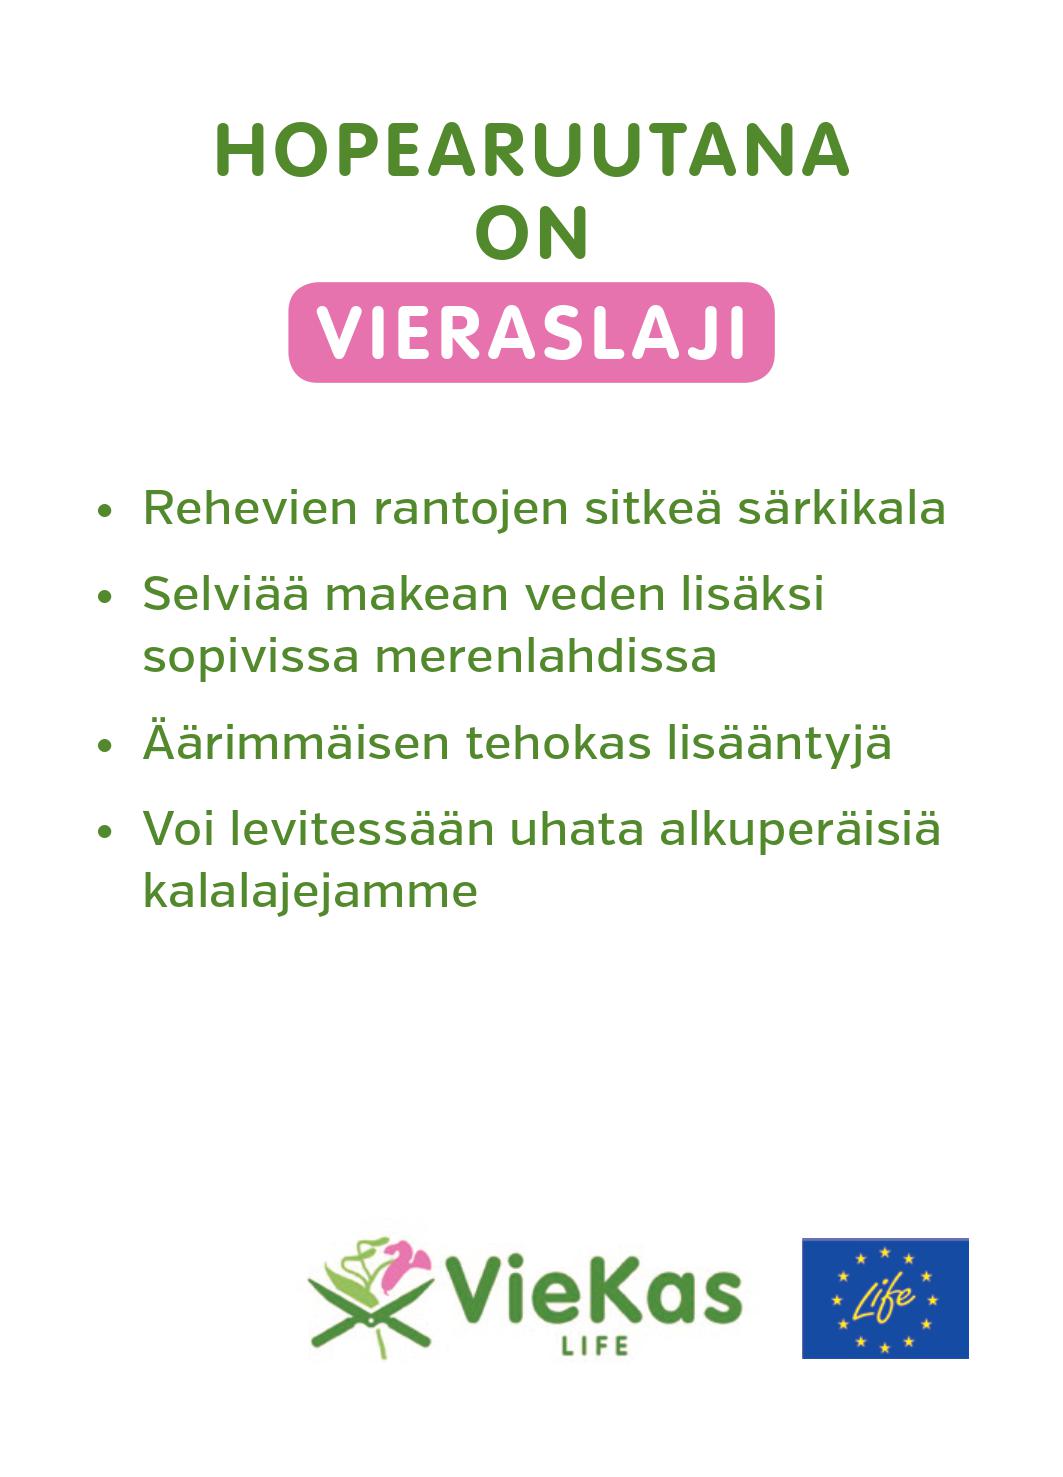 HOPEARUUTANA
ON
VIERASLAJI
• Rehevien rantojen sitkeä särkikala
• Selviää makean veden lisäksi
sopivissa merenlahdissa
• Äärimmäisen tehokas lisääntyjä
• Voi levitessään uhata alkuperäisiä
kalalajejamme
VieKas
LIFE
Life